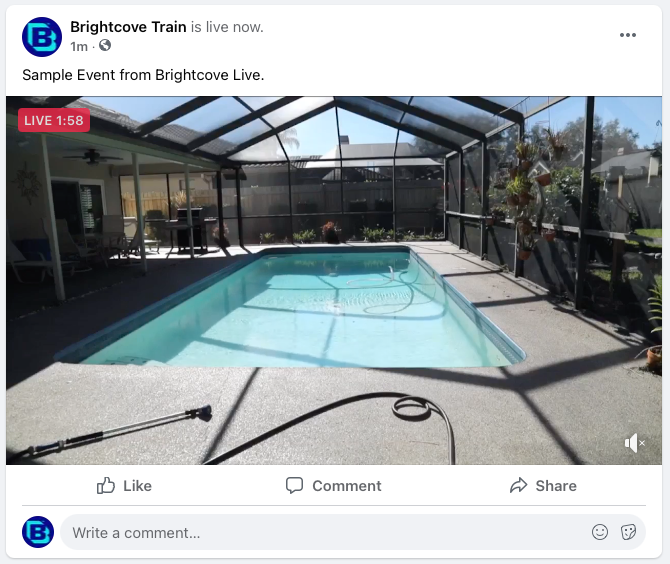 Brightcove Train is live now.
1m ·
Sample Event from Brightcove Live.
LIVE 1:58
Like
Comment
Share
Write a comment...